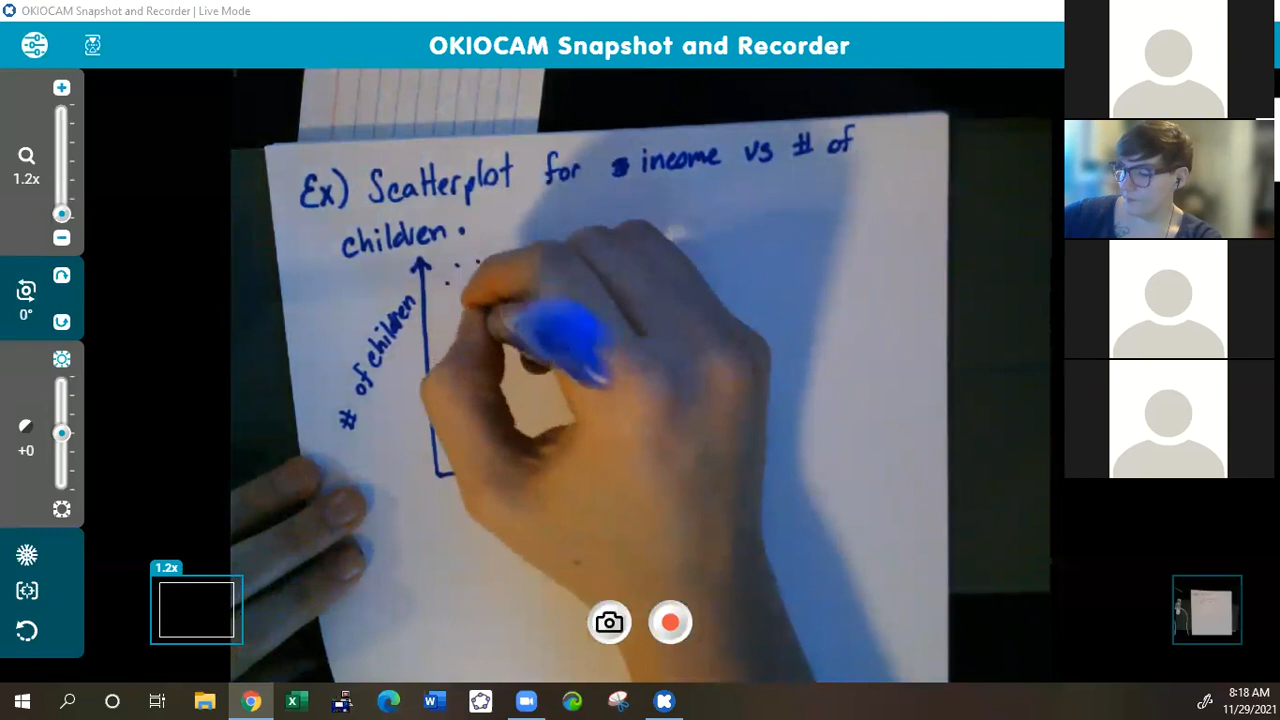 OKIOCAM Snapshot and Recorder | Live Mode
OKIOCAM Snapshot and Recorder
1.2x
0°
+0
Ex) Scatterplot for income vs # of
children.
# of children
1.2x
8:18 AM
11/29/2021